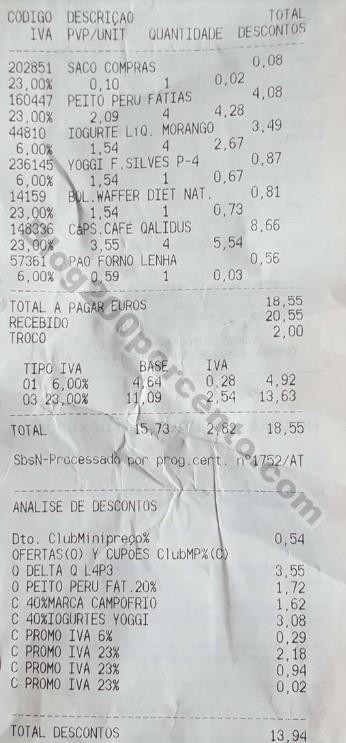 CODIGO DESCRIÇAO TOTAL
IVA PVP/UNIT QUANTIDADE DESCONTOS
202851 SACO COMPRAS 0,08
23,00% 0,10 1 0,02
160447 PEITO PERU FATIAS 4,08
23,00% 2,09 4 4,28
44810 IOGURTE LIQ. MORANGO 3,49
6,00% 1,54 4 2,67
236145 YOGGI F.SILVES P-4 0,87
6,00% 1,54 1 0,67
14159 BOL.WAFFER DIET NAT. 0,81
23,00% 1,54 1 0,73
148336 CáPS.CAFE QALIDUS 8,66
23,00% 3,55 4 5,54
57361 PAO FORNO LENHA 0,56
6,00% 0,59 1 0,03
TOTAL A PAGAR EUROS 18,55
RECEBIDO 20,55
TROCO 2,00
TIPO IVA BASE IVA
01 6,00% 4,64 0,28 4,92
03 23,00% 11,09 2,54 13,63
TOTAL 15,73 2,82 18,55
SbsN-Processado por prog.cert. nº1752/AT
ANALISE DE DESCONTOS
Dto. ClubMinipreço% 0,54
OFERTAS(O) Y CUPOES ClubMP%(C)
O DELTA Q L4P3 3,55
O PEITO PERU FAT.20% 1,72
C 40%MARCA CAMPOFRIO 1,62
C 40%IOGURTES YOGGI 3,08
C PROMO IVA 6% 0,29
C PROMO IVA 23% 2,18
C PROMO IVA 23% 0,94
C PROMO IVA 23% 0,02
TOTAL DESCONTOS 13,94
blog200porcento.com